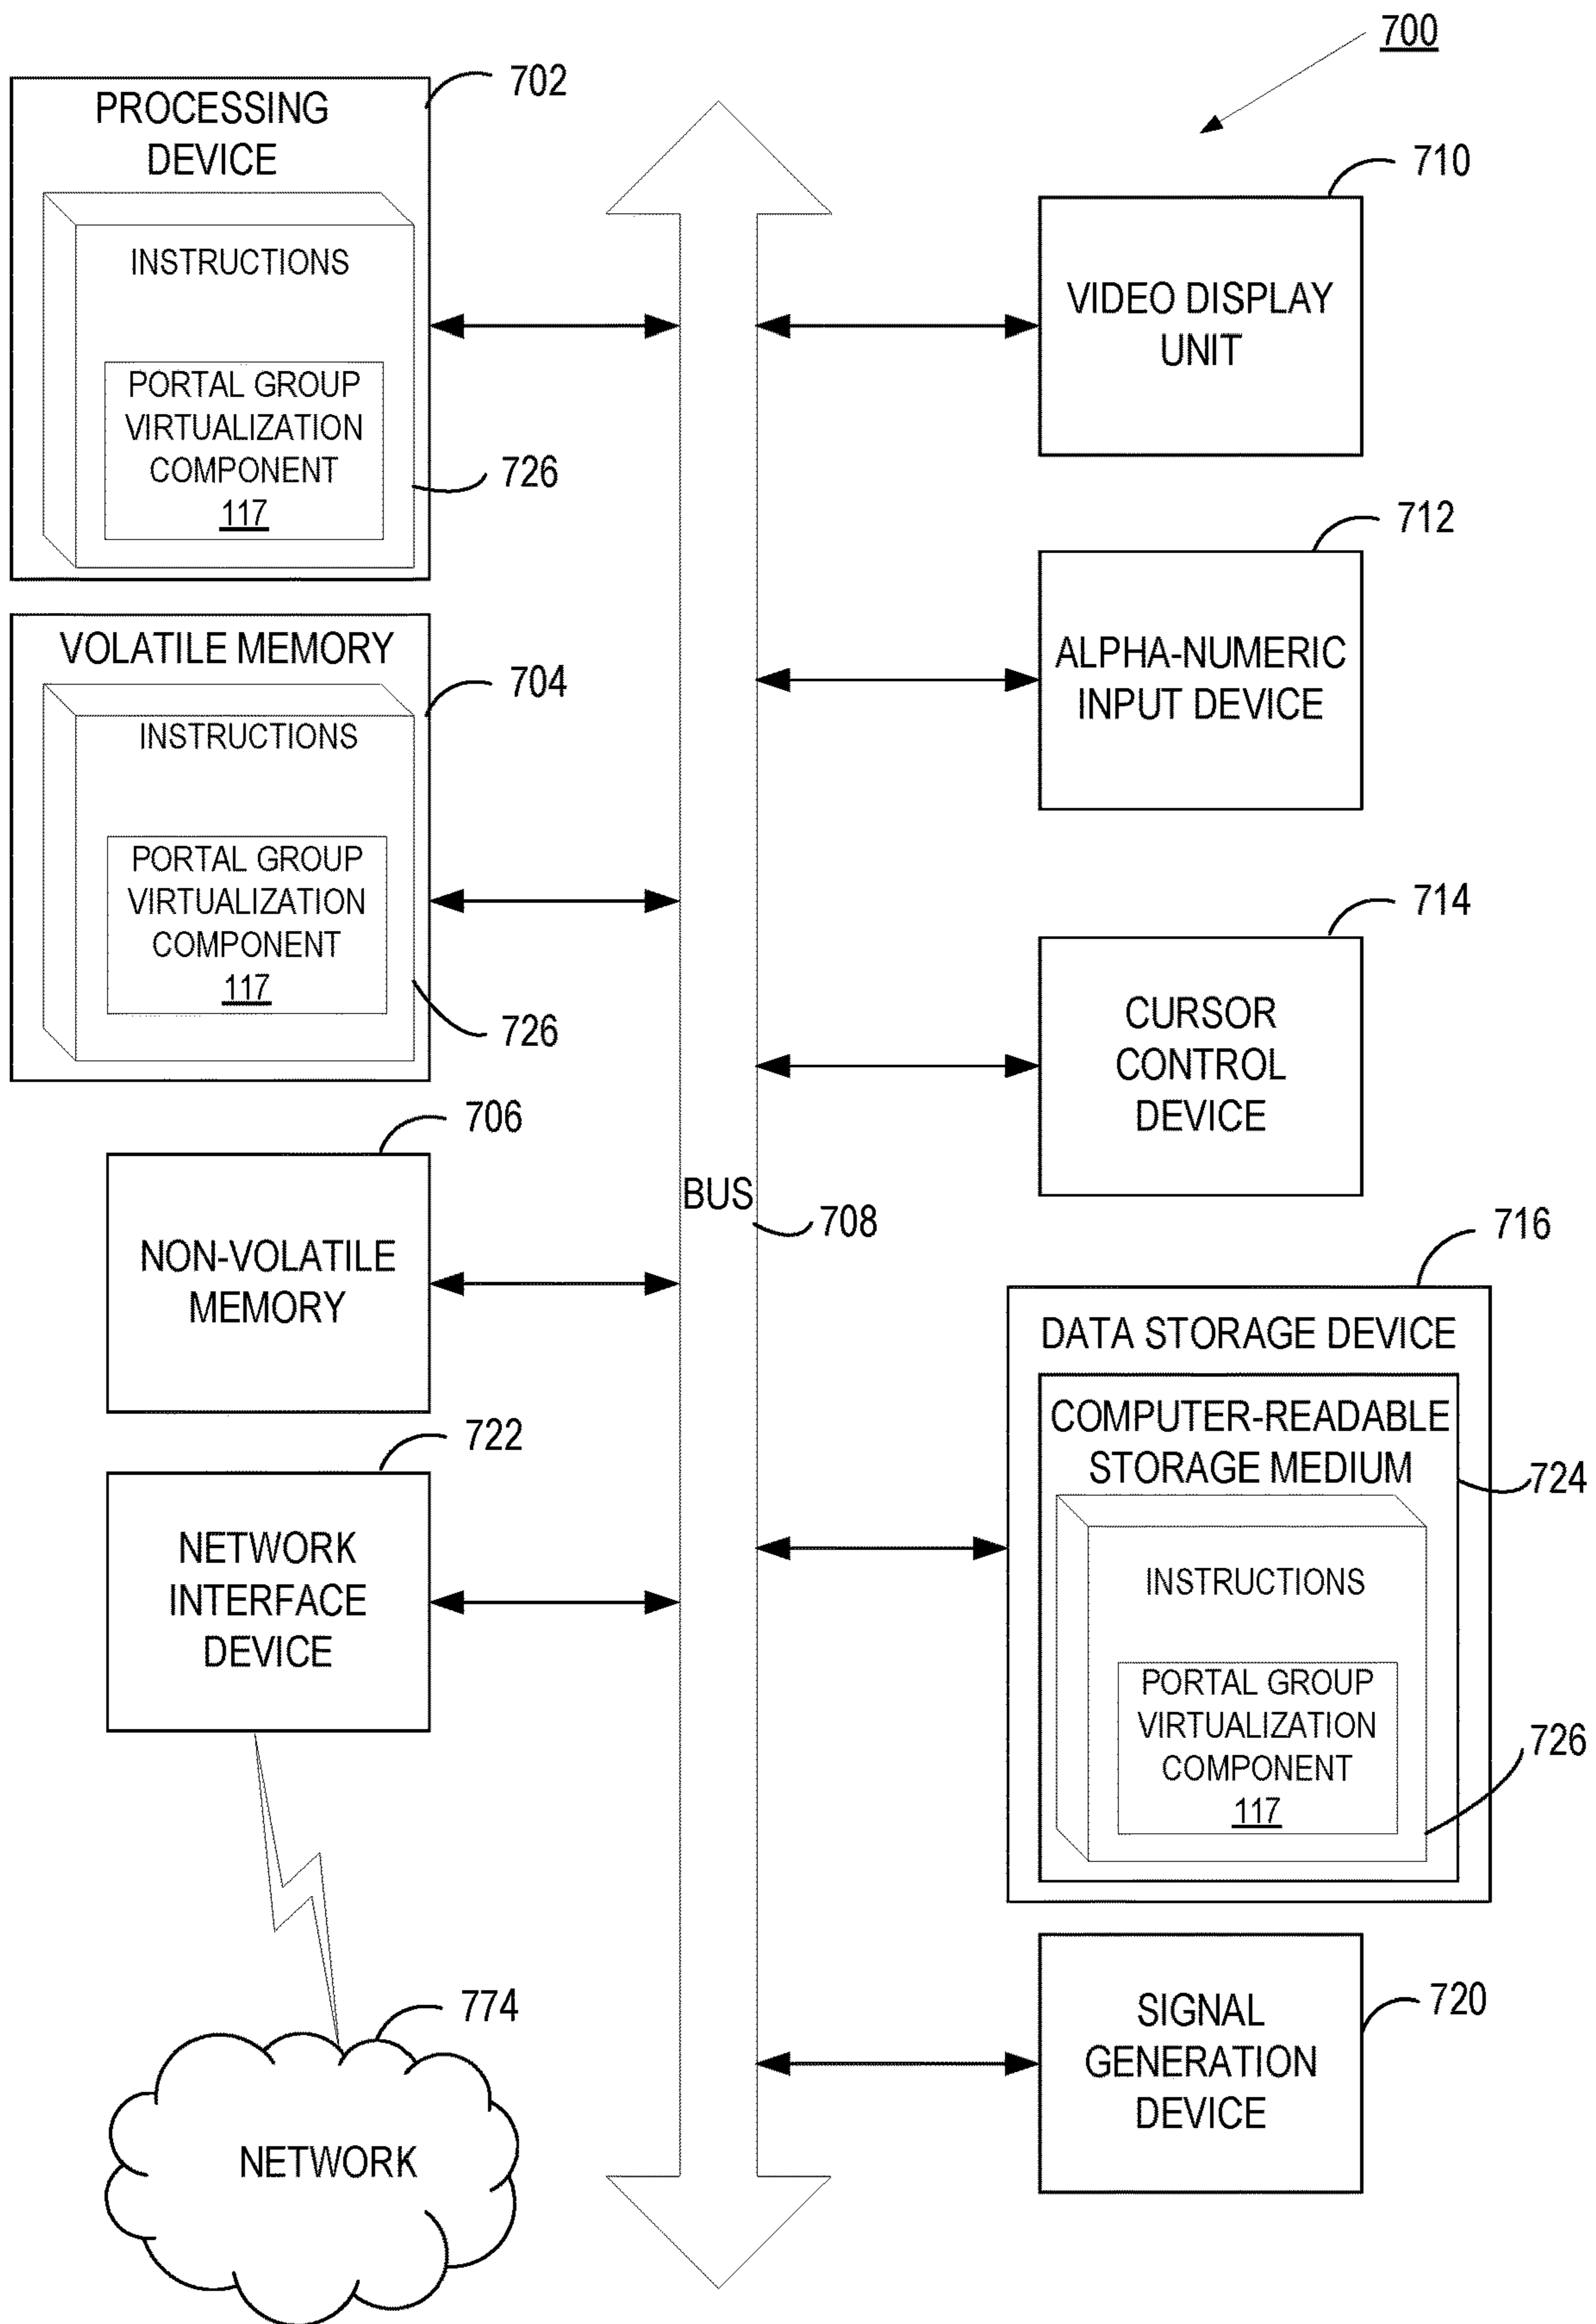 700
702
PROCESSING
DEVICE
INSTRUCTIONS
PORTAL GROUP
VIRTUALIZATION
COMPONENT
117
726
VOLATILE MEMORY
704
INSTRUCTIONS
PORTAL GROUP
VIRTUALIZATION
COMPONENT
117
726
706
NON-VOLATILE
MEMORY
722
NETWORK
INTERFACE
DEVICE
774
NETWORK
BUS
708
710
VIDEO DISPLAY
UNIT
712
ALPHA-NUMERIC
INPUT DEVICE
714
CURSOR
CONTROL
DEVICE
716
DATA STORAGE DEVICE
COMPUTER-READABLE
STORAGE MEDIUM
724
INSTRUCTIONS
PORTAL GROUP
VIRTUALIZATION
COMPONENT
117
726
SIGNAL
GENERATION
DEVICE
720